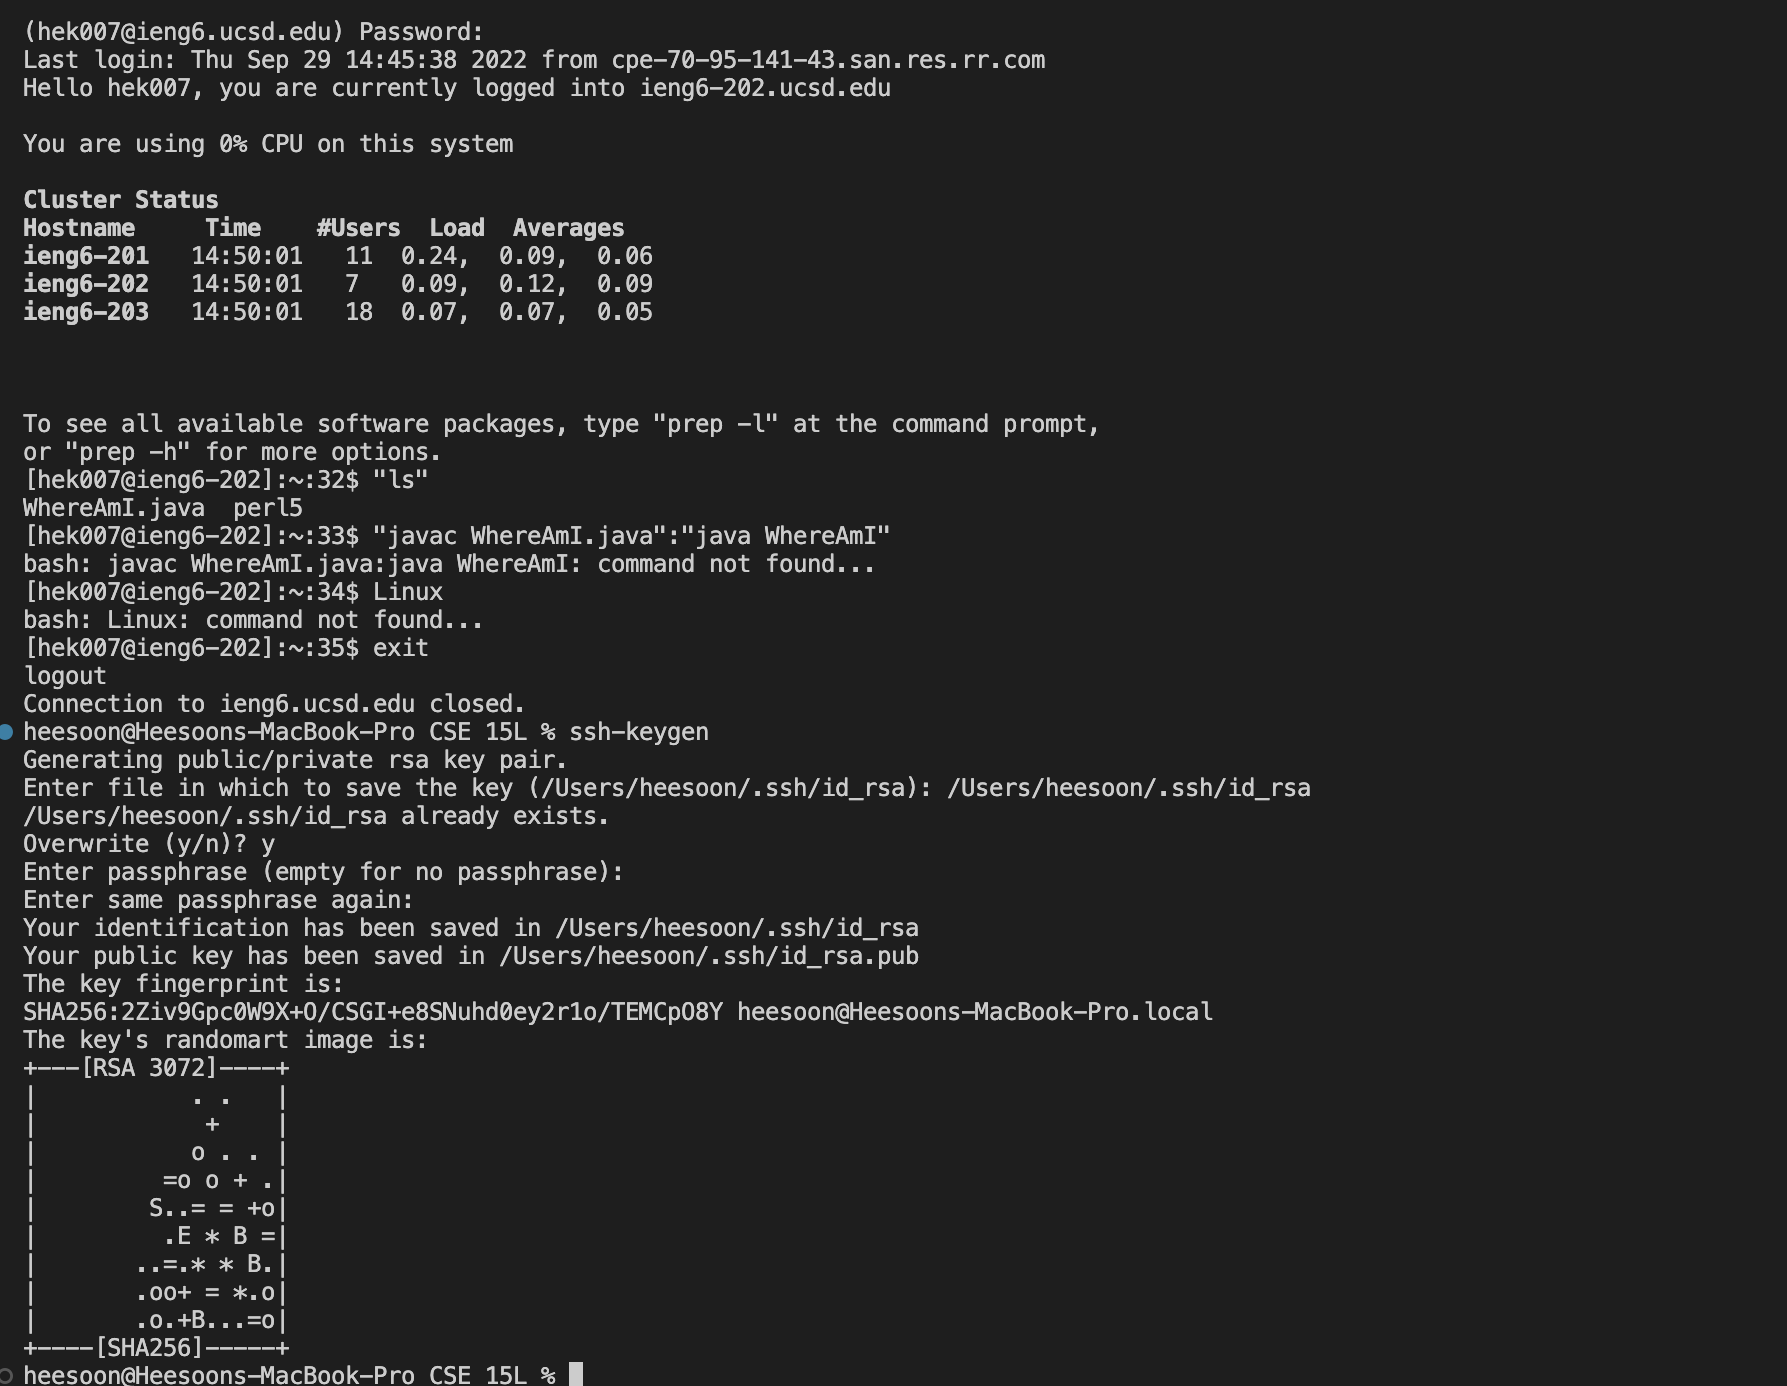 (hek007@ieng6.ucsd.edu) Password:
Last login: Thu Sep 29 14:45:38 2022 from cpe-70-95-141-43.san.res.rr.com
Hello hek007, you are currently logged into ieng6-202.ucsd.edu
You are using 0% CPU on this system
Cluster Status
Hostname     Time    #Users  Load  Averages
ieng6-201   14:50:01   11  0.24,  0.09,  0.06
ieng6-202   14:50:01   7   0.09,  0.12,  0.09
ieng6-203   14:50:01   18  0.07,  0.07,  0.05
To see all available software packages, type "prep -l" at the command prompt,
or "prep -h" for more options.
[hek007@ieng6-202]:~:32$ "ls"
WhereAmI.java  perl5
[hek007@ieng6-202]:~:33$ "javac WhereAmI.java":"java WhereAmI"
bash: javac WhereAmI.java:java WhereAmI: command not found...
[hek007@ieng6-202]:~:34$ Linux
bash: Linux: command not found...
[hek007@ieng6-202]:~:35$ exit
logout
Connection to ieng6.ucsd.edu closed.
heesoon@Heesoons-MacBook-Pro CSE 15L % ssh-keygen
Generating public/private rsa key pair.
Enter file in which to save the key (/Users/heesoon/.ssh/id_rsa): /Users/heesoon/.ssh/id_rsa
/Users/heesoon/.ssh/id_rsa already exists.
Overwrite (y/n)? y
Enter passphrase (empty for no passphrase):
Enter same passphrase again:
Your identification has been saved in /Users/heesoon/.ssh/id_rsa
Your public key has been saved in /Users/heesoon/.ssh/id_rsa.pub
The key fingerprint is:
SHA256:2Ziv9Gpc0W9X+O/CSGI+e8SNuhd0ey2r1o/TEMCpO8Y heesoon@Heesoons-MacBook-Pro.local
The key's randomart image is:
+---[RSA 3072]----+
|           . .   |
|            +    |
|           o . . |
|         =o o + .|
|        S..= = +o|
|         .E * B =|
|       ..=.* * B.|
|       .oo+ = *.o|
|       .o.+B...=o|
+----[SHA256]-----+
heesoon@Heesoons-MacBook-Pro CSE 15L %